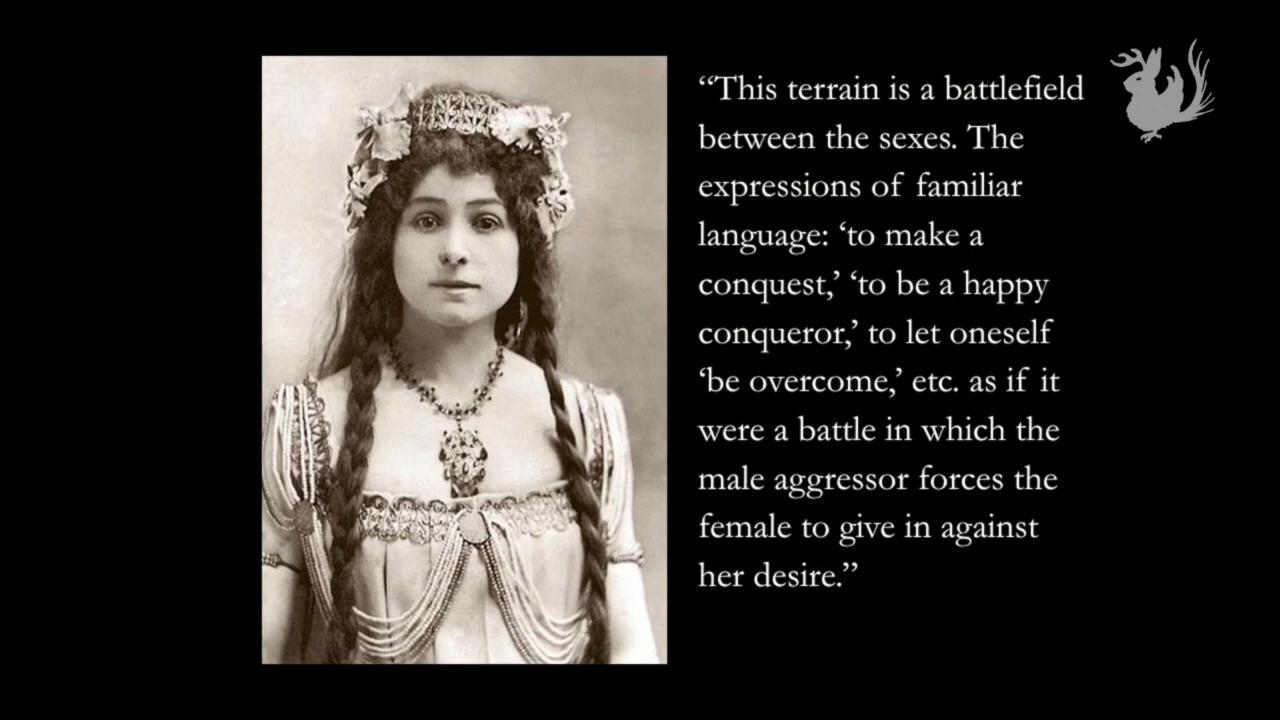 “This terrain is a battlefield
between the sexes. The
expressions of familiar
language: ‘to make a
conquest,’ ‘to be a happy
conqueror,’ to let oneself
‘be overcome,’ etc. as if it
were a battle in which the
male aggressor forces the
female to give in against
her desire.”